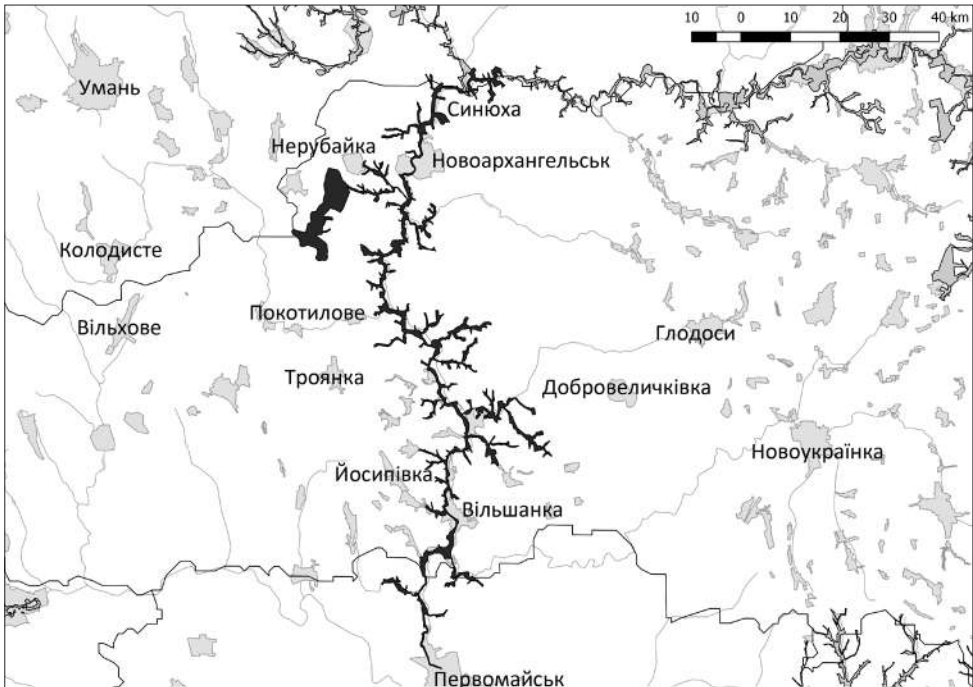 10 0 10 20 30 40 km
Умань
Синюха
Нерубайка
Новоархангельськ
Колодисте
Покотилове
Вільхове
Глодоси
Троянка
Добровеличківка
Новоукраїнка
Йосипівка
Вільшанка
Первомайськ